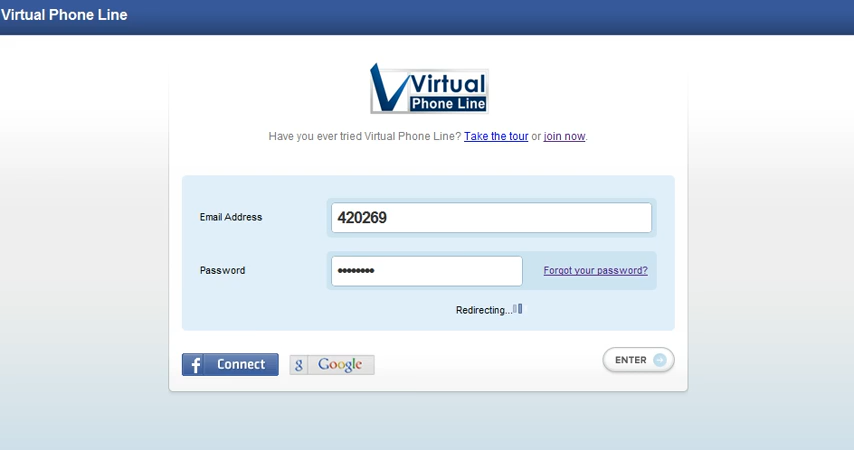 Virtual Phone Line
Virtual
Phone Line
Have you ever tried Virtual Phone Line? Take the tour or join now.
Email Address
420269
Password
••••••••
Forgot your password?
Redirecting...
f Connect
g Google
ENTER